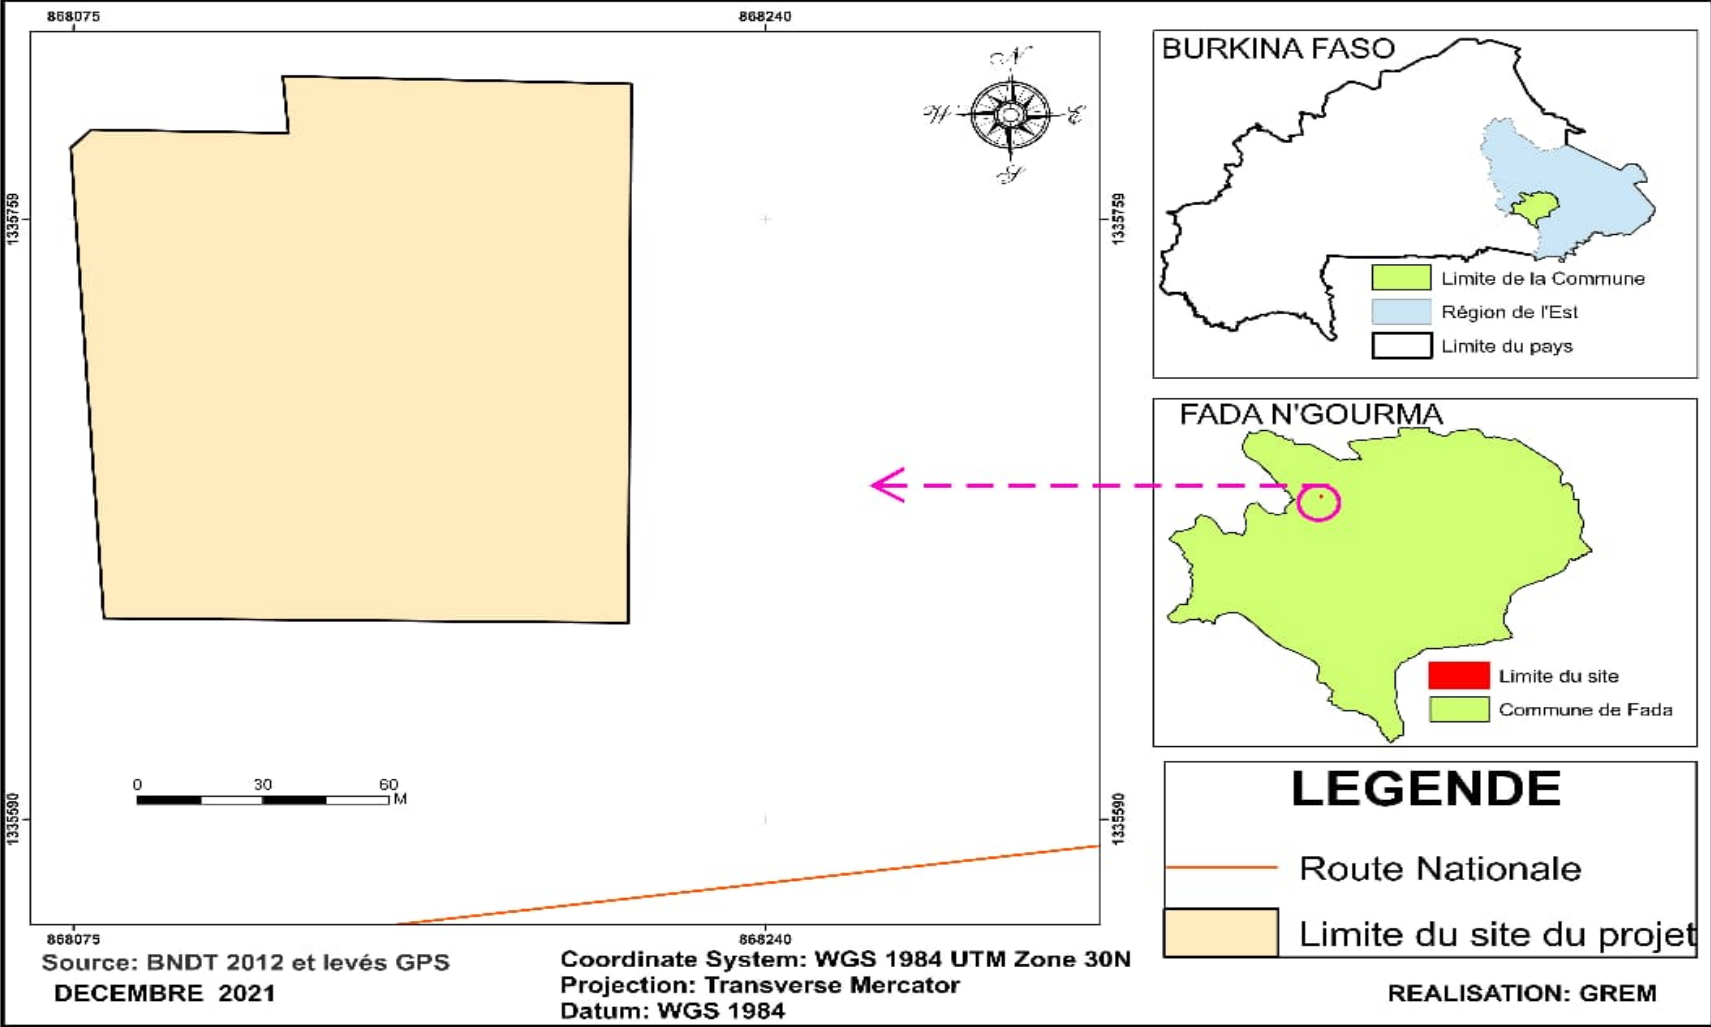 868075
868240
1335759
1335759
N
S
BURKINA FASO
Limite de la Commune
Région de l'Est
Limite du pays
FADA N'GOURMA
Limite du site
Commune de Fada
0 30 60
M
1335590
1335590
LEGENDE
Route Nationale
Limite du site du projet
868075
868240
Source: BNDT 2012 et levés GPS
DECEMBRE 2021
Coordinate System: WGS 1984 UTM Zone 30N
Projection: Transverse Mercator
Datum: WGS 1984
REALISATION: GREM